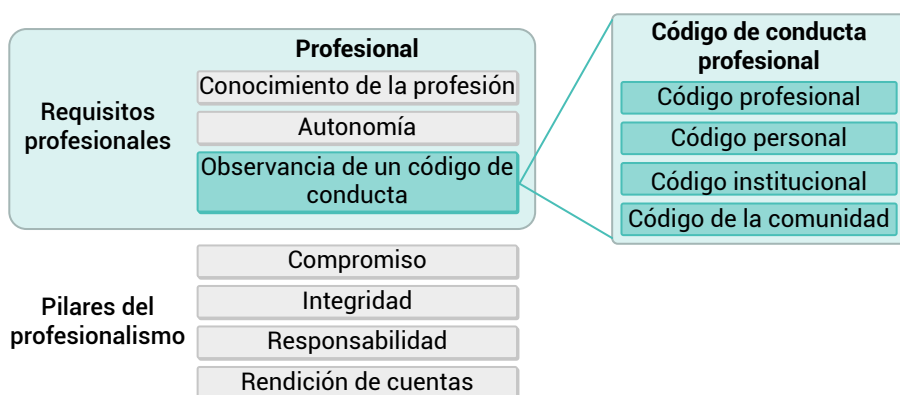 Profesional
Requisitos
profesionales
Conocimiento de la profesión
Autonomía
Observancia de un código de
conducta
Código de conducta
profesional
Código profesional
Código personal
Código institucional
Código de la comunidad
Pilares del
profesionalismo
Compromiso
Integridad
Responsabilidad
Rendición de cuentas